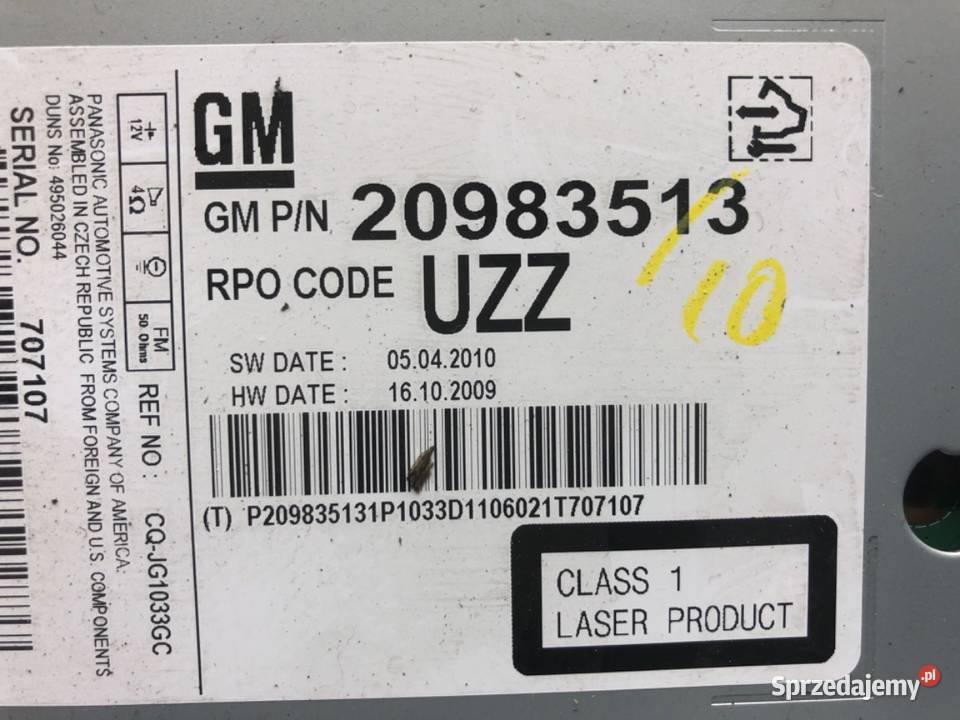 GM
GM P/N 20983513
RPO CODE UZZ
SW DATE : 05.04.2010
HW DATE : 16.10.2009
(T) P209835131P1033D1106021T707107
CLASS 1
LASER PRODUCT
/10
12V
4Ω
FM
50 Ohms
REF NO : CQ-JG1033GC
PANASONIC AUTOMOTIVE SYSTEMS COMPANY OF AMERICA.
ASSEMBLED IN CZECH REPUBLIC FROM FOREIGN AND U.S. COMPONENTS
DUNS No: 495026044
SERIAL NO. 707107
Sprzedajemy.pl